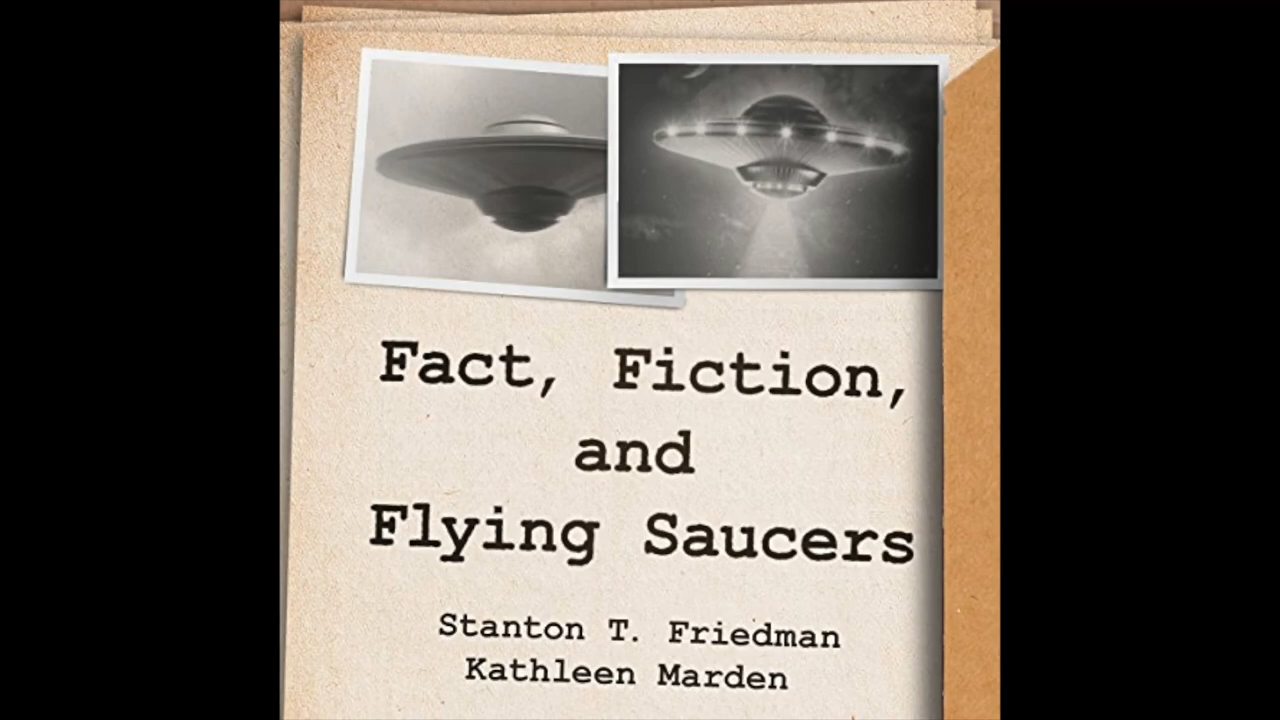 Fact, Fiction,
and
Flying Saucers
Stanton T. Friedman
Kathleen Marden